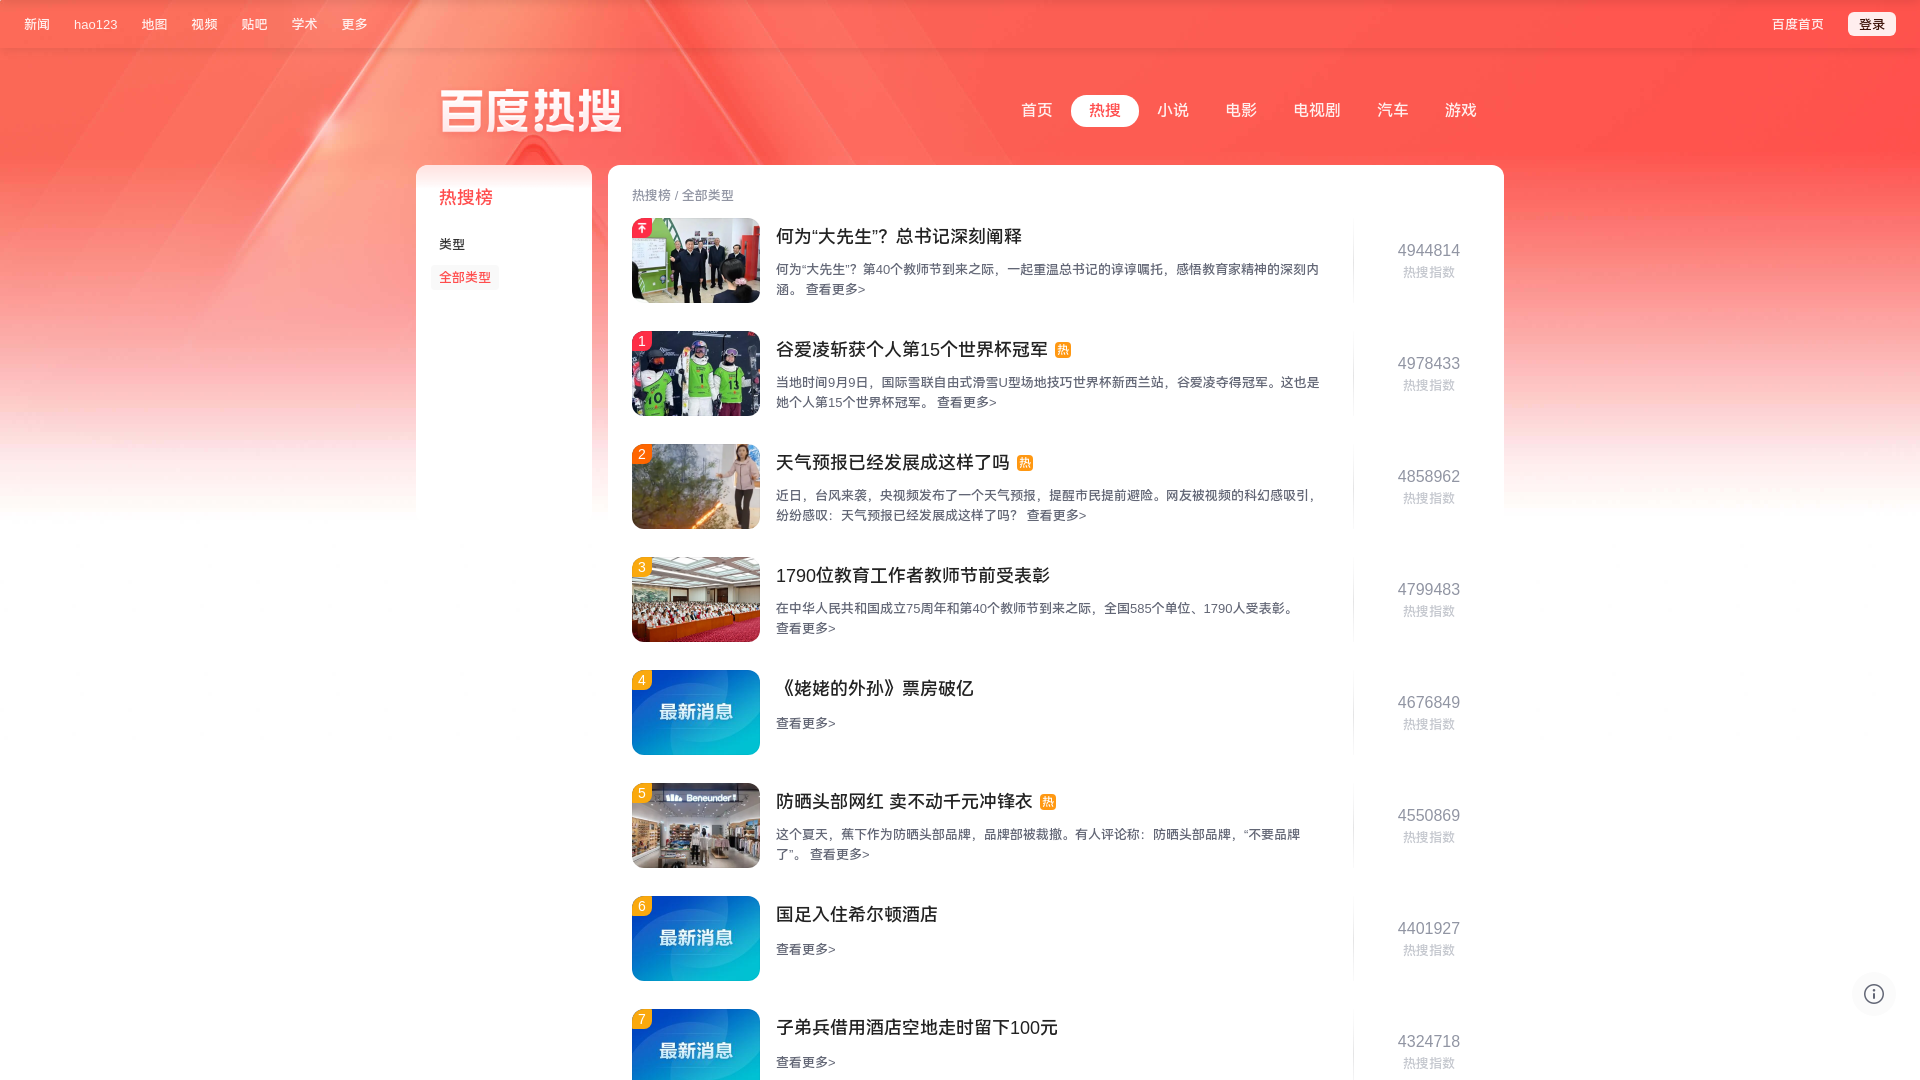 新闻
hao123
地图
视频
贴吧
学术
更多
百度首页
登录
百度热搜
首页
热搜
小说
电影
电视剧
汽车
游戏
热搜榜
类型
全部类型
热搜榜 / 全部类型
何为“大先生”？总书记深刻阐释
何为“大先生”？第40个教师节到来之际，一起重温总书记的谆谆嘱托，感悟教育家精神的深刻内
涵。 查看更多>
4944814
热搜指数
1
谷爱凌斩获个人第15个世界杯冠军 热
当地时间9月9日，国际雪联自由式滑雪U型场地技巧世界杯新西兰站，谷爱凌夺得冠军。这也是
她个人第15个世界杯冠军。 查看更多>
4978433
热搜指数
10
1
13
2
天气预报已经发展成这样了吗 热
近日，台风来袭，央视频发布了一个天气预报，提醒市民提前避险。网友被视频的科幻感吸引，
纷纷感叹：天气预报已经发展成这样了吗？ 查看更多>
4858962
热搜指数
3
1790位教育工作者教师节前受表彰
在中华人民共和国成立75周年和第40个教师节到来之际，全国585个单位、1790人受表彰。
查看更多>
4799483
热搜指数
4
最新消息
《姥姥的外孙》票房破亿
查看更多>
4676849
热搜指数
5
Beneunder
防晒头部网红 卖不动千元冲锋衣 热
这个夏天，蕉下作为防晒头部品牌，品牌部被裁撤。有人评论称：防晒头部品牌，“不要品牌
了”。 查看更多>
4550869
热搜指数
6
最新消息
国足入住希尔顿酒店
查看更多>
4401927
热搜指数
7
最新消息
子弟兵借用酒店空地走时留下100元
查看更多>
4324718
热搜指数